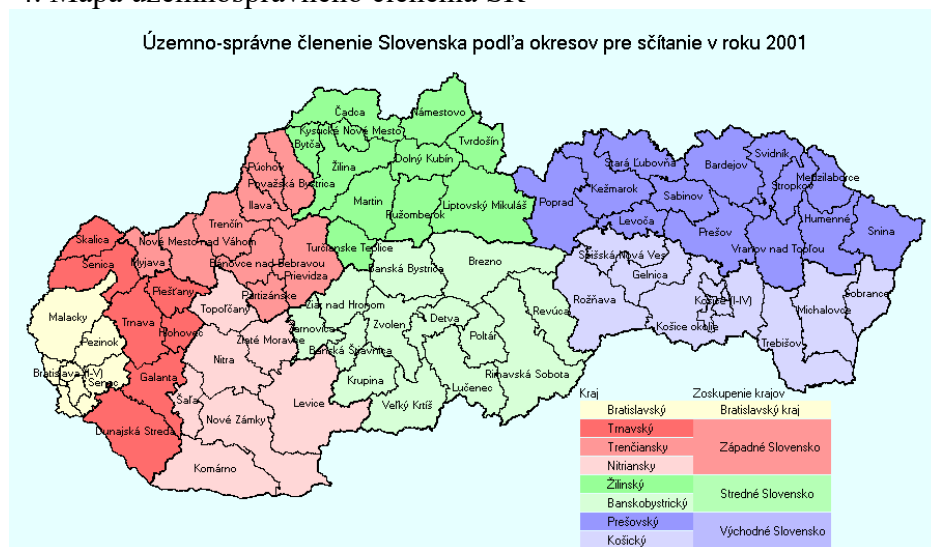 4. Mapa územnosprávneho členenia SR
Územno-správne členenie Slovenska podľa okresov pre sčítanie v roku 2001
Čadca
Námestovo
Kysucké Nové Mesto
Bytča
Tvrdošín
Dolný Kubín
Žilina
Púchov
Považská Bystrica
Ilava
Martin
Ružomberok
Liptovský Mikuláš
Svidník
Stará Ľubovňa
Bardejov
Medzilaborce
Stropkov
Kežmarok
Sabinov
Poprad
Levoča
Prešov
Humenné
Snina
Vranov nad Topľou
Trenčín
Skalica
Nové Mesto nad Váhom
Turčianske Teplice
Myjava
Senica
Bánovce nad Bebravou
Prievidza
Banská Bystrica
Brezno
Spišská Nová Ves
Gelnica
Piešťany
Partizánske
Topoľčany
Žiar nad Hronom
Rožňava
Košice (I-IV)
Sobrance
Michalovce
Malacky
Trnava
Hlohovec
Žarnovica
Zvolen
Detva
Revúca
Košice okolie
Trebišov
Pezinok
Zlaté Moravce
Banská Štiavnica
Poltár
Nitra
Bratislava (I-V)
Senec
Galanta
Krupina
Lučenec
Rimavská Sobota
Šaľa
Levice
Veľký Krtíš
Nové Zámky
Dunajská Streda
Komárno
Kraj
Zoskupenie krajov
Bratislavský
Bratislavský kraj
Trnavský
Trenčiansky
Západné Slovensko
Nitriansky
Žilinský
Stredné Slovensko
Banskobystrický
Prešovský
Východné Slovensko
Košický